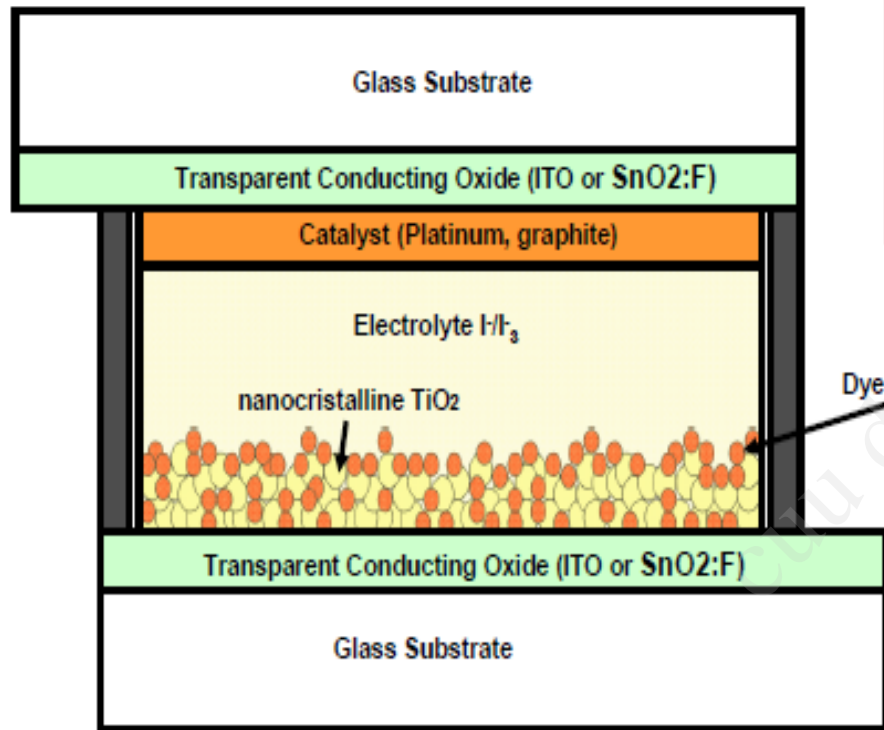 Glass Substrate
Transparent Conducting Oxide (ITO or SnO2:F)
Catalyst (Platinum, graphite)
Electrolyte I-/I-3
nanocristalline TiO2
Dye
Transparent Conducting Oxide (ITO or SnO2:F)
Glass Substrate